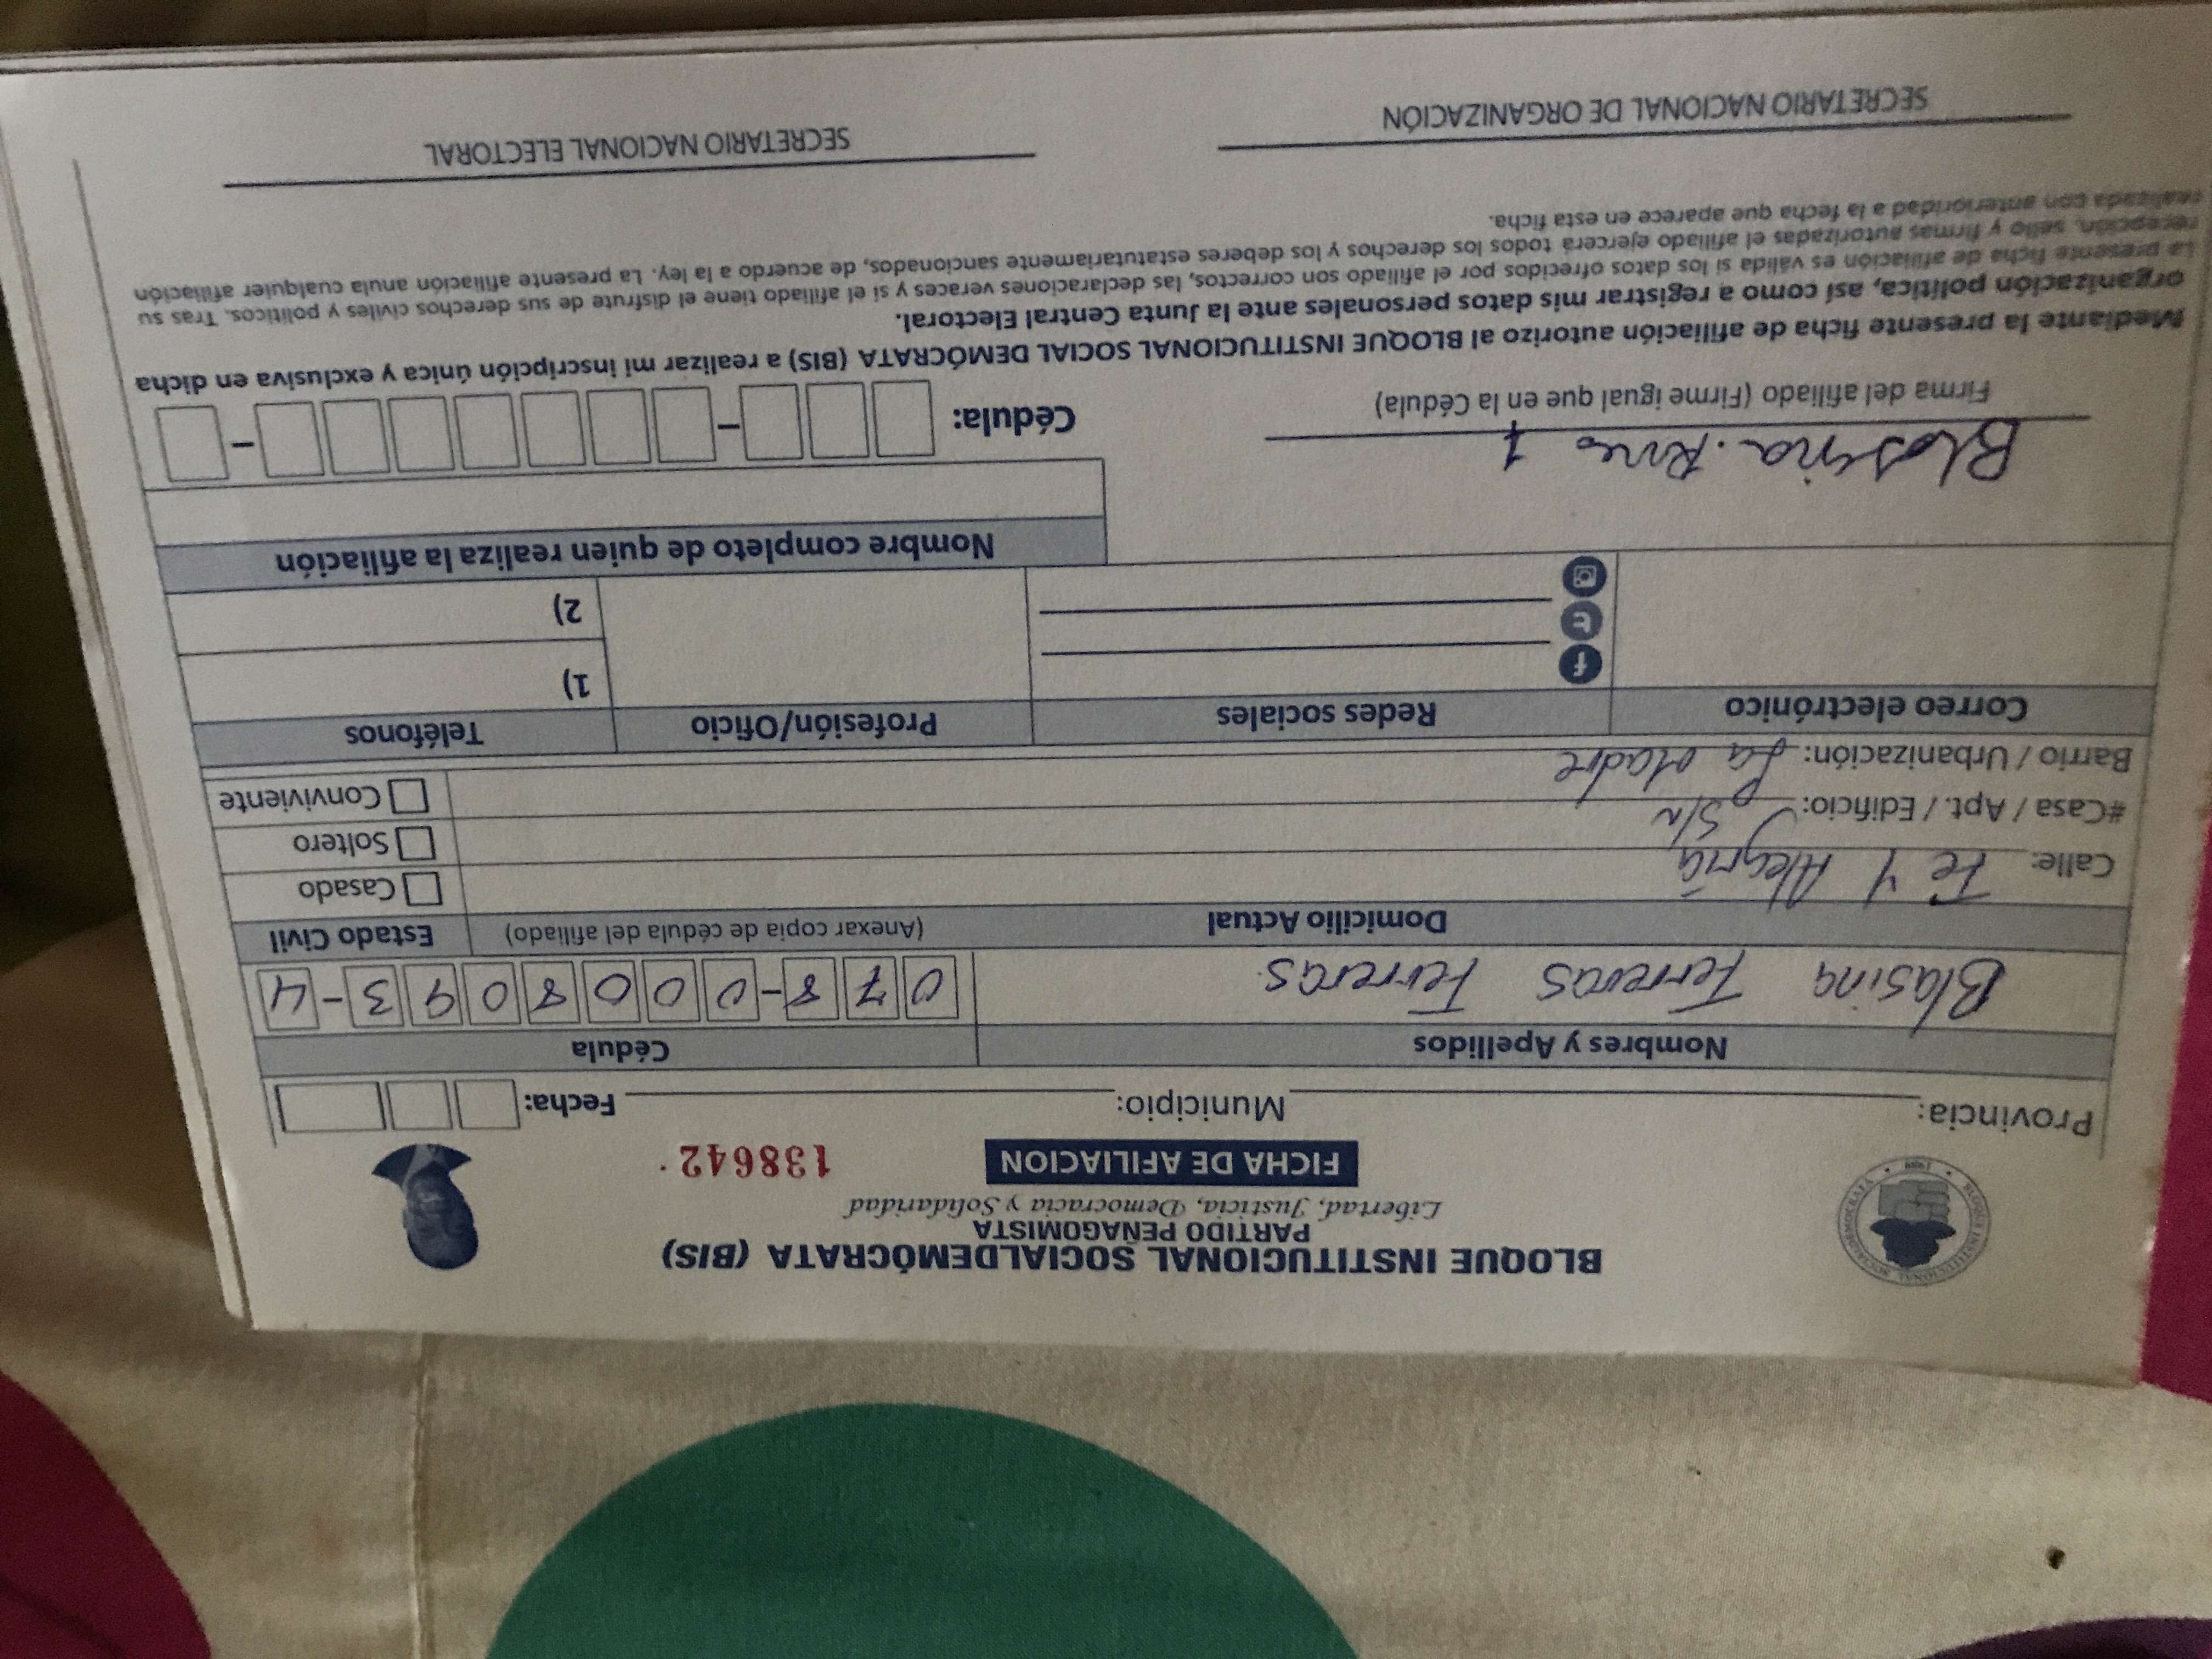 BLOQUE INSTITUCIONAL SOCIALDEMÓCRATA (BIS)
PARTIDO PEÑAGOMISTA
Libertad, Justicia, Democracia y Solidaridad
FICHA DE AFILIACION 138642
Provincia: Municipio: Fecha:
Nombres y Apellidos Cédula
Blasina Ferreras Ferreras 078-0008093-4
Domicilio Actual (Anexar copia de cédula del afiliado) Estado Civil
Calle: Fe Y Alegría Casado
#Casa / Apt. / Edificio: S/N Soltero
Barrio / Urbanización: La Madre Conviviente
Correo electrónico Redes sociales Profesión/Oficio Teléfonos
1)
2)
Nombre completo de quien realiza la afiliación
Blasina
Firma del afiliado (Firme igual que en la Cédula) Cédula:
Mediante la presente ficha de afiliación autorizo al BLOQUE INSTITUCIONAL SOCIAL DEMÓCRATA (BIS) a realizar mi inscripción única y exclusiva en dicha
organización política, así como a registrar mis datos personales ante la Junta Central Electoral.
La presente ficha de afiliación es válida si los datos ofrecidos por el afiliado son correctos, las declaraciones veraces y si el afiliado tiene el disfrute de sus derechos civiles y políticos. Tras su
recepción, sello y firmas autorizadas el afiliado ejercerá todos los derechos y los deberes estatutariamente sancionados, de acuerdo a la ley. La presente afiliación anula cualquier afiliación
realizada con anterioridad a la fecha que aparece en esta ficha.
SECRETARIO NACIONAL DE ORGANIZACIÓN SECRETARIO NACIONAL ELECTORAL